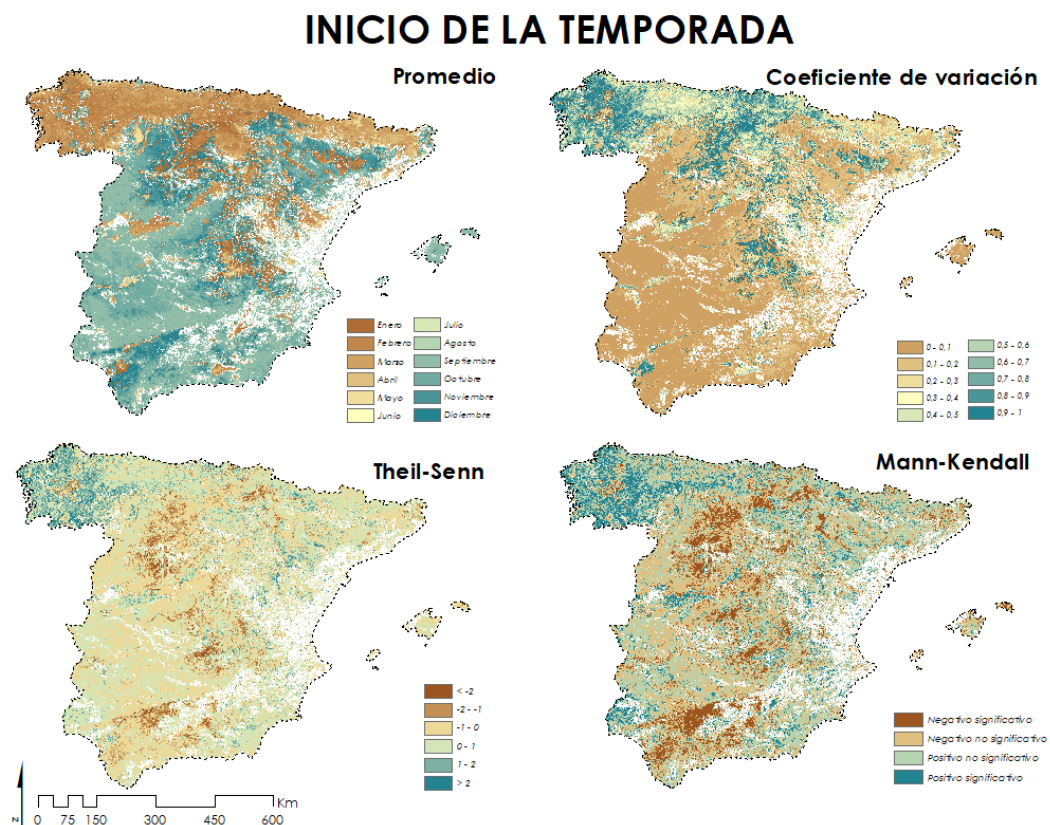 INICIO DE LA TEMPORADA
Promedio
Enero
Febrero
Marzo
Abril
Mayo
Junio
Julio
Agosto
Septiembre
Octubre
Noviembre
Diciembre
Coeficiente de variación
0 - 0,1
0,1 - 0,2
0,2 - 0,3
0,3 - 0,4
0,4 - 0,5
0,5 - 0,6
0,6 - 0,7
0,7 - 0,8
0,8 - 0,9
0,9 - 1
Theil-Senn
< -2
-2 - -1
-1 - 0
0 - 1
1 - 2
> 2
Mann-Kendall
Negativo significativo
Negativo no significativo
Positivo no significativo
Positivo significativo
N
Km
0 75 150 300 450 600